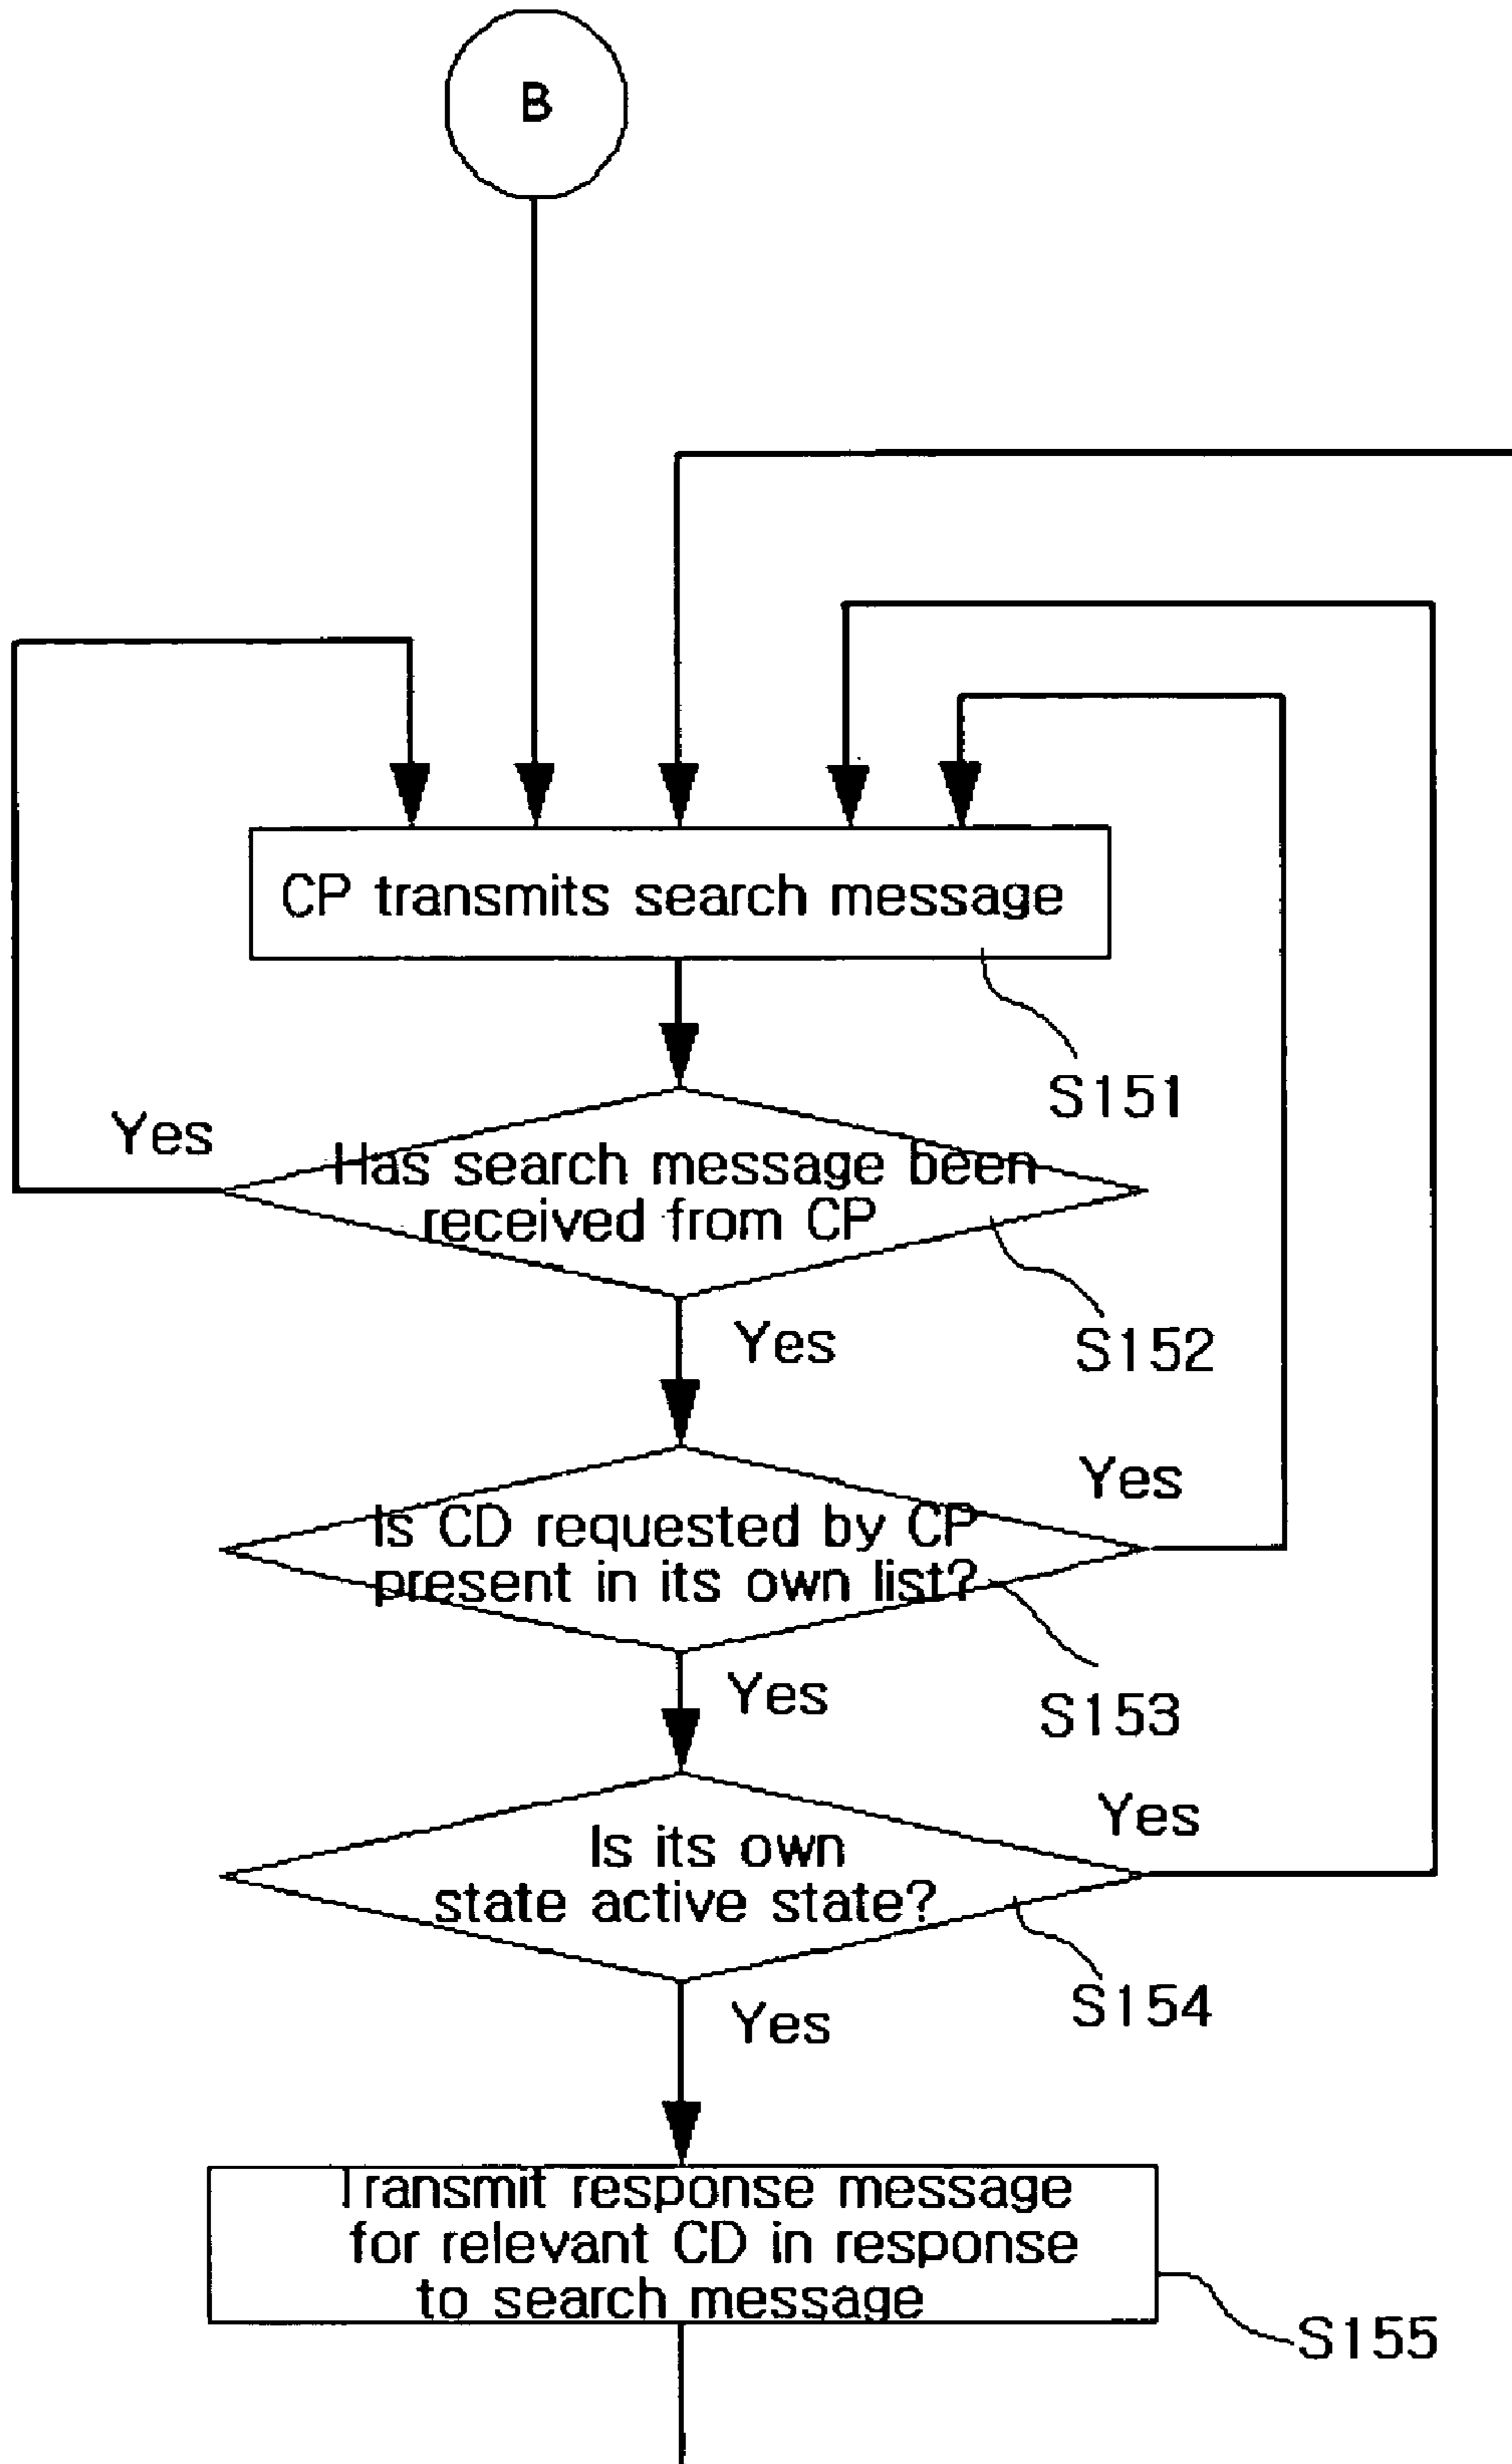 B
CP transmits search message
S151
Yes
Has search message been
received from CP
Yes
S152
Yes
Is CD requested by CP
present in its own list?
Yes
S153
Yes
Is its own
state active state?
S154
Yes
Transmit response message
for relevant CD in response
to search message
S155